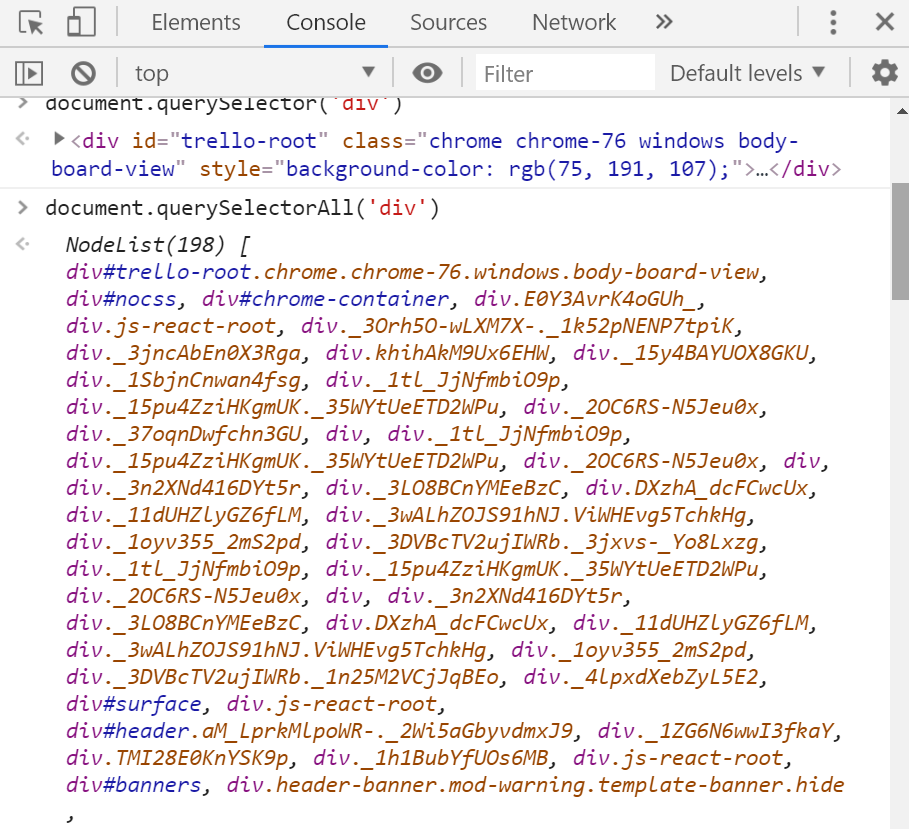 Elements Console Sources Network »
top Filter Default levels
document.querySelector('div')
<div id="trello-root" class="chrome chrome-76 windows body-
board-view" style="background-color: rgb(75, 191, 107);">…</div>
document.querySelectorAll('div')
NodeList(198) [
div#trello-root.chrome.chrome-76.windows.body-board-view,
div#nocss, div#chrome-container, div.E0Y3AvrK4oGUh_,
div.js-react-root, div._3Orh5O-wLXM7X-._1k52pNENP7tpiK,
div._3jncAbEn0X3Rga, div.khihAkM9Ux6EHW, div._15y4BAYUOX8GKU,
div._1SbjnCnwan4fsg, div._1tl_JjNfmbiO9p,
div._15pu4ZziHKgmUK._35WYtUeETD2WPu, div._2OC6RS-N5Jeu0x,
div._37oqnDwfchn3GU, div, div._1tl_JjNfmbiO9p,
div._15pu4ZziHKgmUK._35WYtUeETD2WPu, div._2OC6RS-N5Jeu0x, div,
div._3n2XNd416DYt5r, div._3LO8BCnYMEeBzC, div.DXzhA_dcFCwcUx,
div._11dUHZlyGZ6fLM, div._3wALhZOJS91hNJ.ViWHEvg5TchkHg,
div._1oyv355_2mS2pd, div._3DVBcTV2ujIWRb._3jxvs-_Yo8Lxzg,
div._1tl_JjNfmbiO9p, div._15pu4ZziHKgmUK._35WYtUeETD2WPu,
div._2OC6RS-N5Jeu0x, div, div._3n2XNd416DYt5r,
div._3LO8BCnYMEeBzC, div.DXzhA_dcFCwcUx, div._11dUHZlyGZ6fLM,
div._3wALhZOJS91hNJ.ViWHEvg5TchkHg, div._1oyv355_2mS2pd,
div._3DVBcTV2ujIWRb._1n25M2VCjJqBEo, div._4lpxdXebZyL5E2,
div#surface, div.js-react-root,
div#header.aM_LprkMlpoWR-._2Wi5aGbyvdmxJ9, div._1ZG6N6wwI3fkaY,
div.TMI28E0KnYSK9p, div._1h1BubYfUOs6MB, div.js-react-root,
div#banners, div.header-banner.mod-warning.template-banner.hide
,